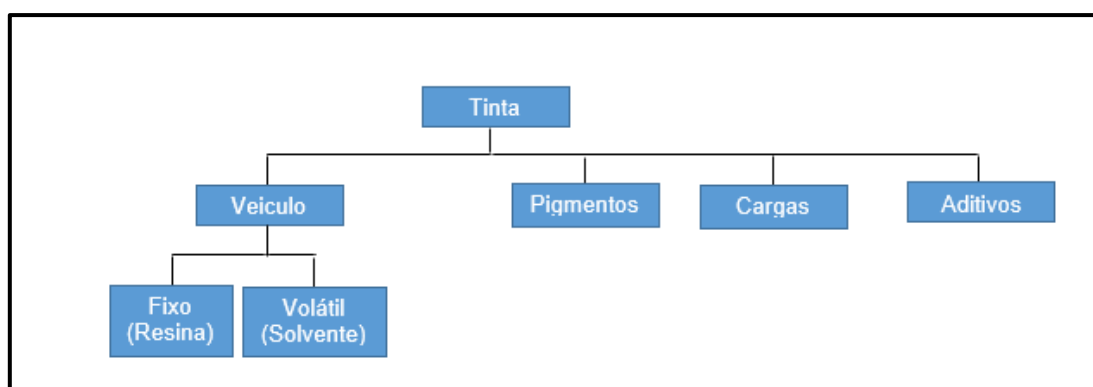 Tinta
Veiculo
Pigmentos
Cargas
Aditivos
Fixo
(Resina)
Volátil
(Solvente)